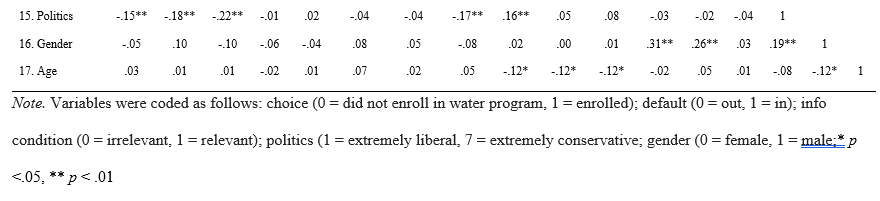 15. Politics -.15** -.18** -.22** -.01 .02 -.04 -.04 -.17** .16** .05 .08 -.03 -.02 -.04 1
16. Gender -.05 .10 -.10 -.06 -.04 .08 .05 -.08 .02 .00 .01 .31** .26** .03 .19** 1
17. Age .03 .01 .01 -.02 .01 .07 .02 .05 -.12* -.12* -.12* -.02 .05 .01 -.08 -.12* 1
Note. Variables were coded as follows: choice (0 = did not enroll in water program, 1 = enrolled); default (0 = out, 1 = in); info
condition (0 = irrelevant, 1 = relevant); politics (1 = extremely liberal, 7 = extremely conservative; gender (0 = female, 1 = male;* p
<.05, ** p < .01